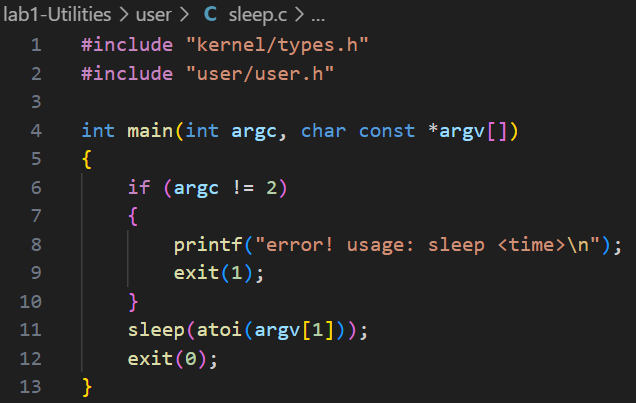 lab1-Utilities > user > C sleep.c > ...
1 #include "kernel/types.h"
2 #include "user/user.h"
3
4 int main(int argc, char const *argv[])
5 {
6     if (argc != 2)
7     {
8         printf("error! usage: sleep <time>\n");
9         exit(1);
10     }
11     sleep(atoi(argv[1]));
12     exit(0);
13 }